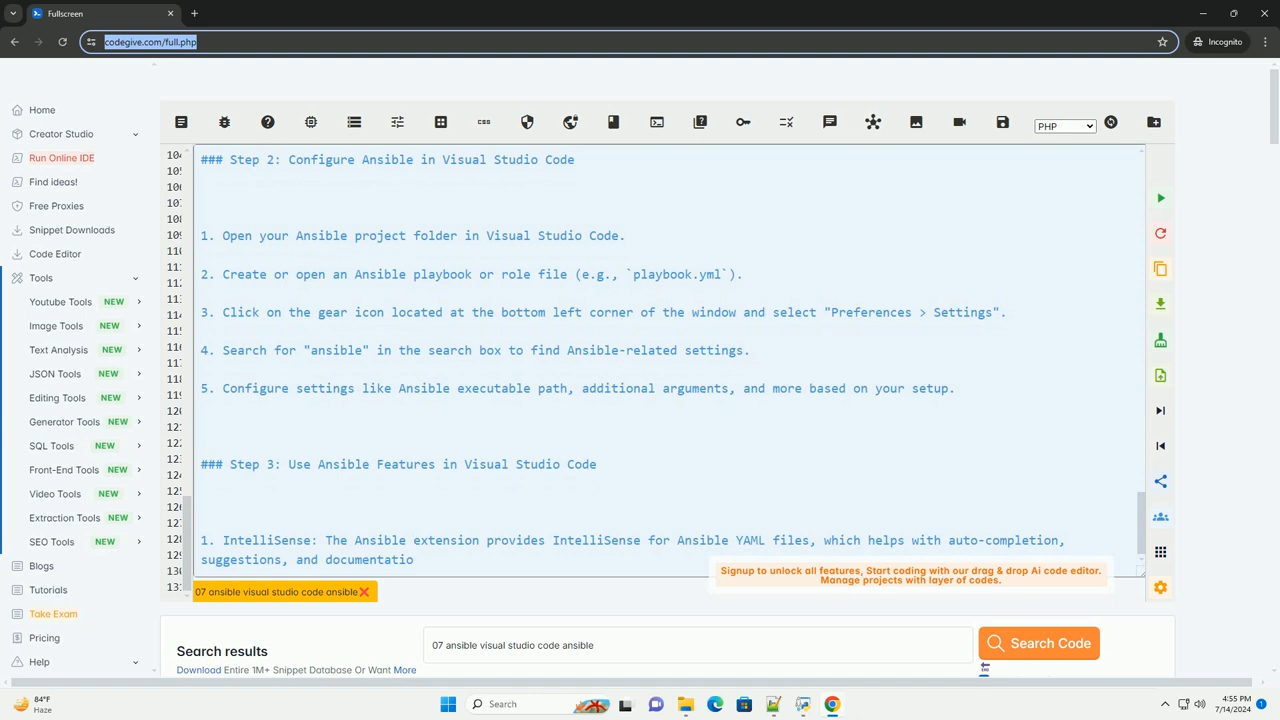 Fullscreen
codegive.com/full.php
Incognito
Home
Creator Studio
Run Online IDE
Find ideas!
Free Proxies
Snippet Downloads
Code Editor
Tools
Youtube Tools NEW
Image Tools NEW
Text Analysis NEW
JSON Tools NEW
Editing Tools NEW
Generator Tools NEW
SQL Tools NEW
Front-End Tools NEW
Video Tools NEW
Extraction Tools NEW
SEO Tools NEW
Blogs
Tutorials
Take Exam
Pricing
Help
css
PHP
### Step 2: Configure Ansible in Visual Studio Code
1. Open your Ansible project folder in Visual Studio Code.
2. Create or open an Ansible playbook or role file (e.g., `playbook.yml`).
3. Click on the gear icon located at the bottom left corner of the window and select "Preferences > Settings".
4. Search for "ansible" in the search box to find Ansible-related settings.
5. Configure settings like Ansible executable path, additional arguments, and more based on your setup.
### Step 3: Use Ansible Features in Visual Studio Code
1. IntelliSense: The Ansible extension provides IntelliSense for Ansible YAML files, which helps with auto-completion,
suggestions, and documentatio
Signup to unlock all features, Start coding with our drag & drop Ai code editor.
Manage projects with layer of codes.
07 ansible visual studio code ansible
Search results
Download Entire 1M+ Snippet Database Or Want More
07 ansible visual studio code ansible
Search Code
84°F
Haze
Search
4:55 PM
7/14/2024